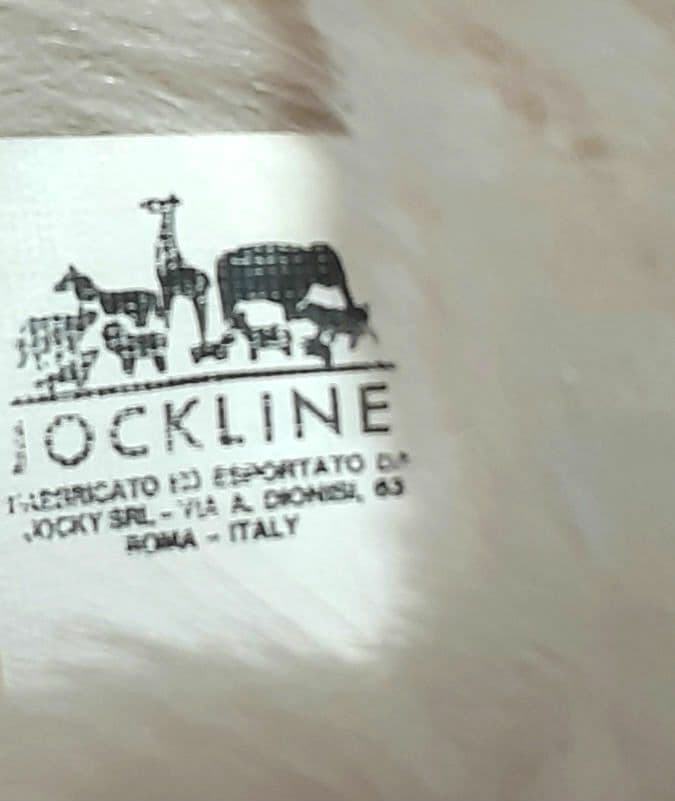 JOCKLINE
FABBRICATO ED ESPORTATO DA
JOCKY SRL - VIA A. DIONISI, 63
ROMA - ITALY